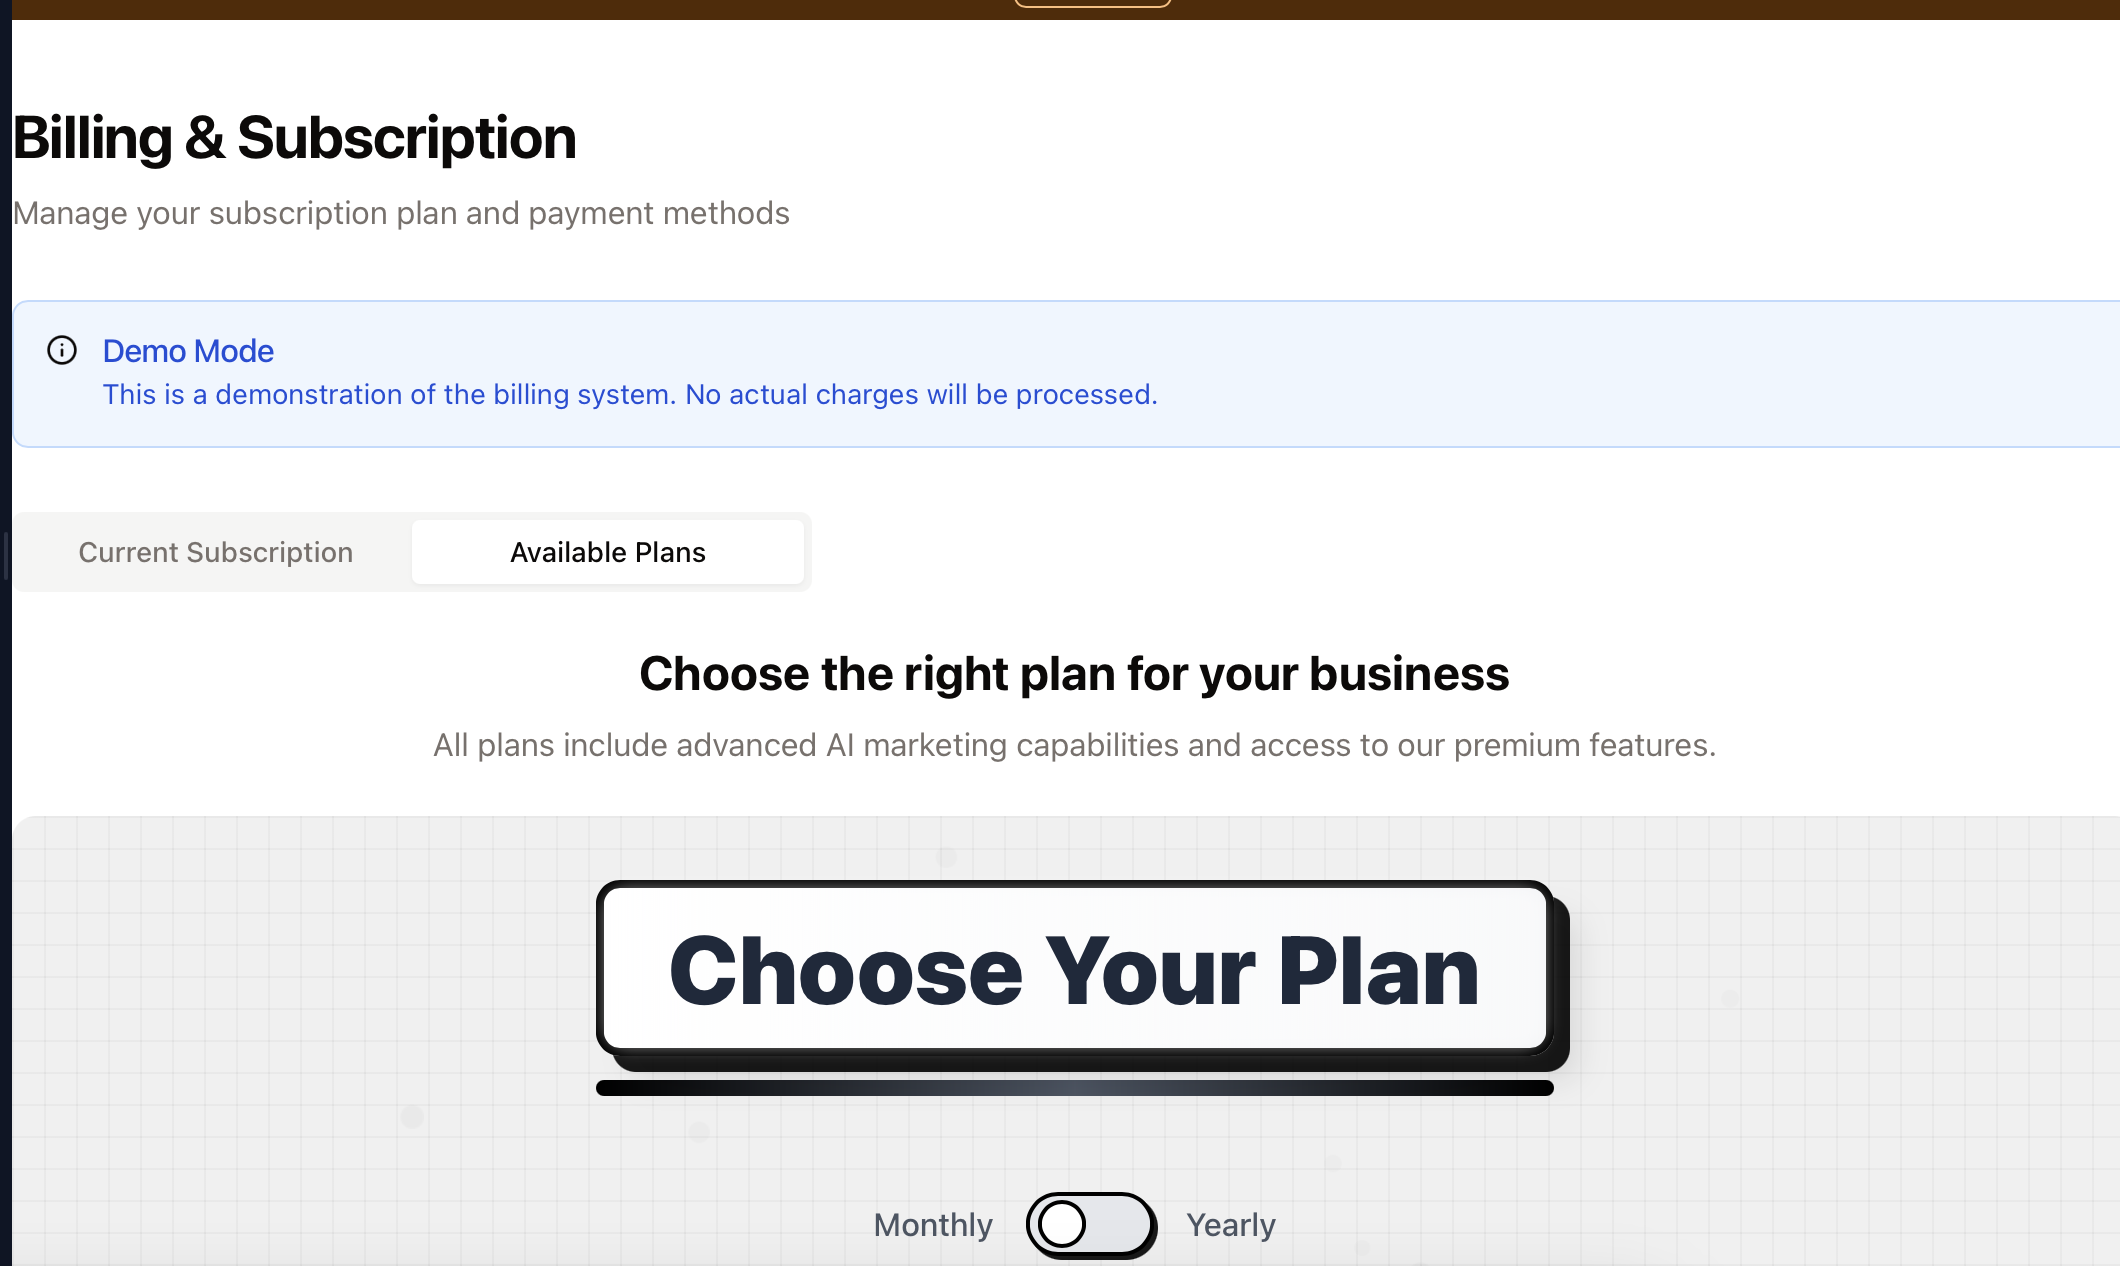 Billing & Subscription
Manage your subscription plan and payment methods
Demo Mode
This is a demonstration of the billing system. No actual charges will be processed.
Current Subscription
Available Plans
Choose the right plan for your business
All plans include advanced AI marketing capabilities and access to our premium features.
Choose Your Plan
Monthly
Yearly